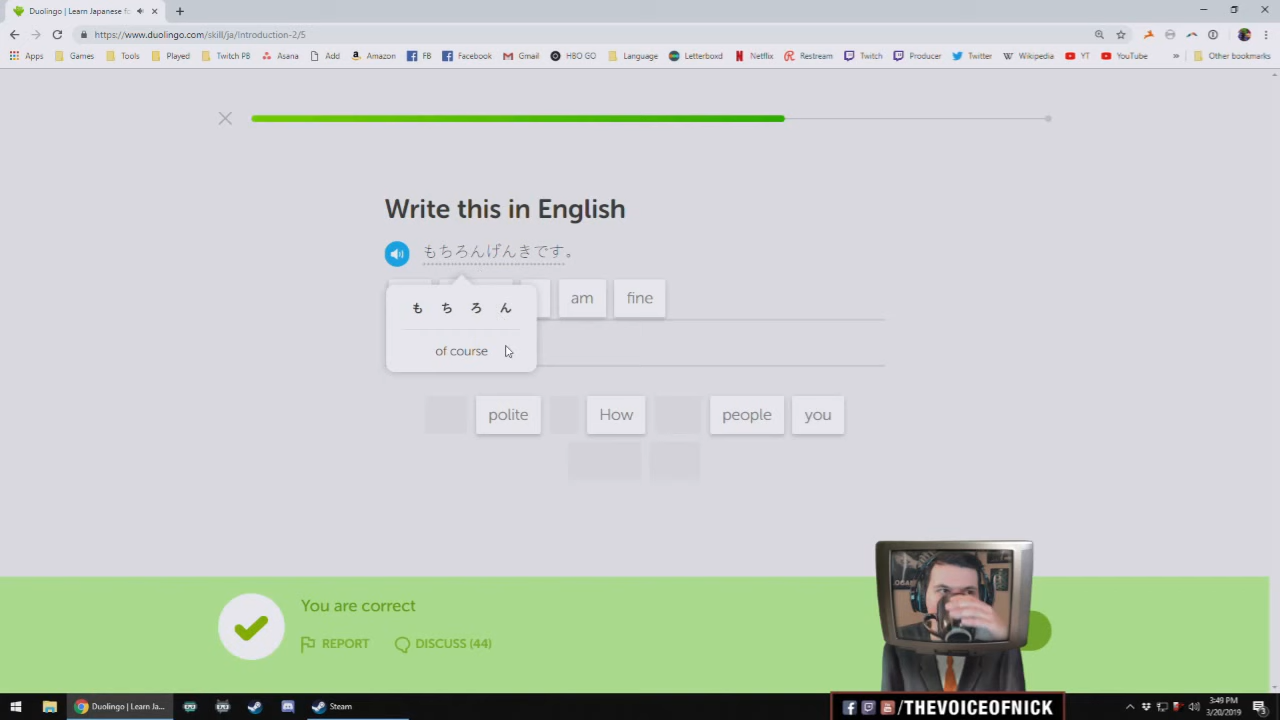 Duolingo | Learn Japanese fo
https://www.duolingo.com/skill/ja/Introduction-2/5
Apps Games Tools Played Twitch PB Asana Add Amazon FB Facebook Gmail HBO GO Language Letterboxd Netflix Restream Twitch Producer Twitter Wikipedia YT YouTube » Other bookmarks
Write this in English
もちろんげんきです。
am fine
もちろん
of course
polite How people you
You are correct
REPORT DISCUSS (44)
/THEVOICEOFNICK
Duolingo | Learn Ja... Steam
3:49 PM
3/20/2019